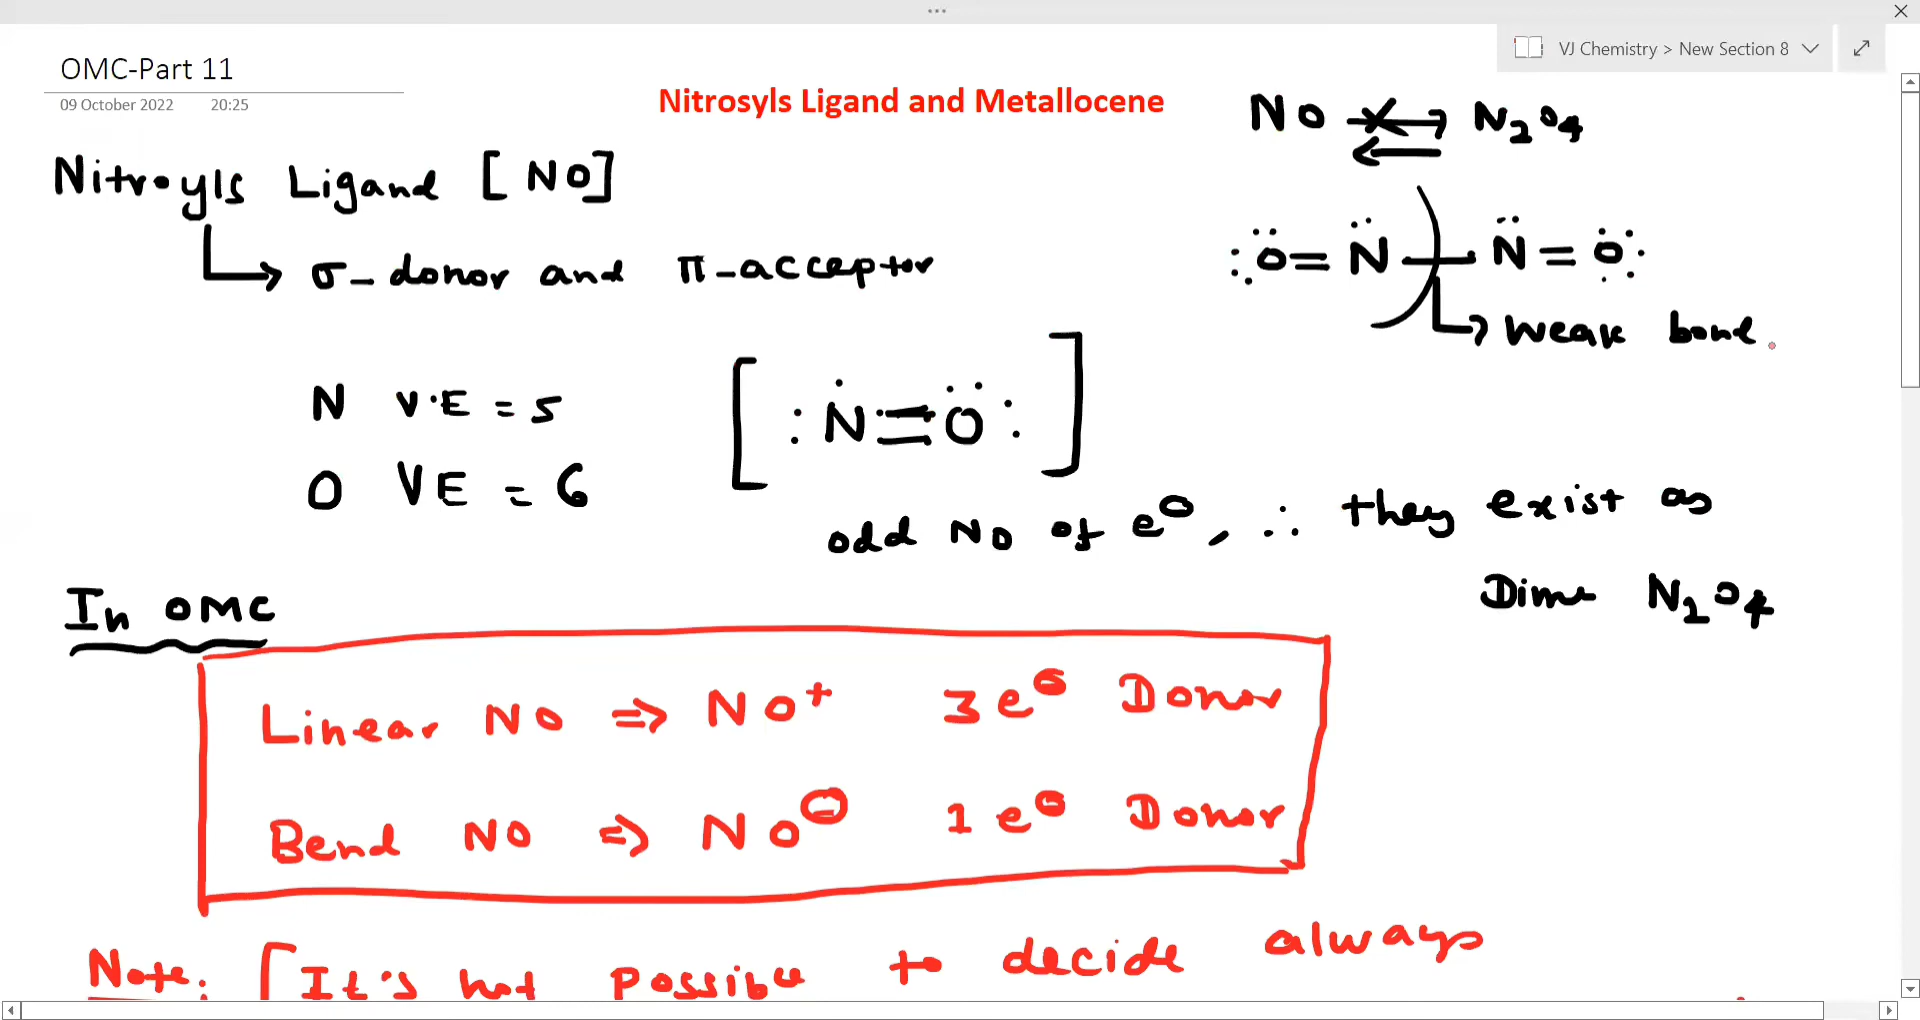 VJ Chemistry > New Section 8
OMC-Part 11
09 October 2022 20:25
Nitrosyls Ligand and Metallocene
NO ⇌ N₂O₄
Nitroyls Ligand [NO]
σ-donor and π-acceptor
:Ö=N̈—N̈=Ö:
weak bond.
N V.E = 5
[:Ṅ=Ö:]
O VE = 6
odd NO of e⊖, ∴ they exist as
Dime N₂O₄
In OMC
Linear NO ⇒ NO⁺ 3e⊖ Donor
Bend NO ⇒ NO⊖ 1e⊖ Donor
Note: [It's not possible to decide always